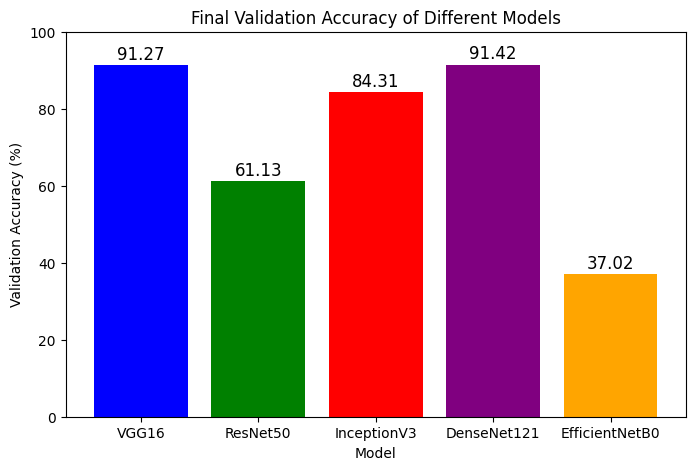 Final Validation Accuracy of Different Models
Validation Accuracy (%)
100
80
60
40
20
0
91.27
61.13
84.31
91.42
37.02
VGG16
ResNet50
InceptionV3
DenseNet121
EfficientNetB0
Model